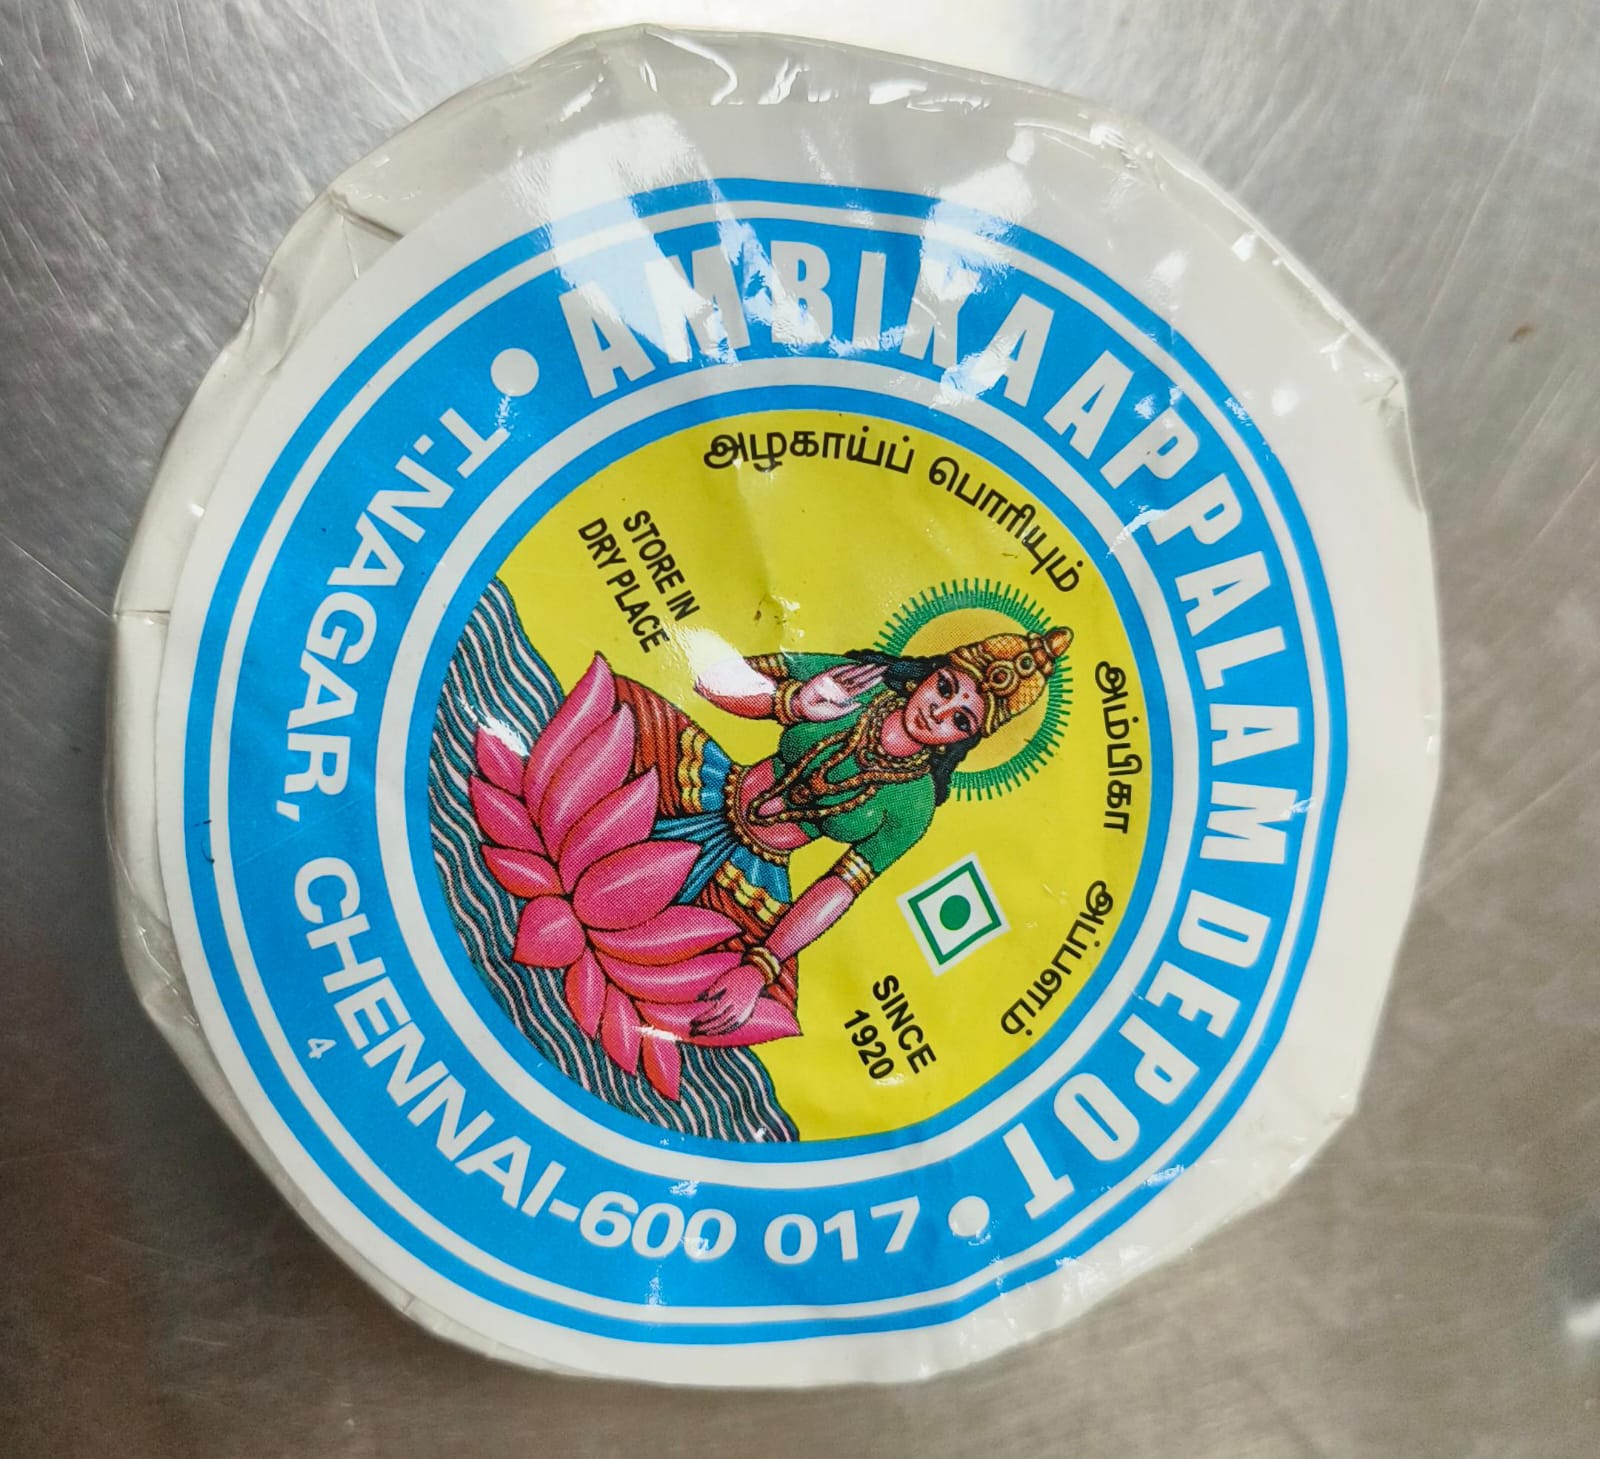 AMBIKA APPALAM DEPOT
அழகாய்ப் பொரியும்
அம்பிகா அப்பளம்
STORE IN
DRY PLACE
SINCE
1920
T.NAGAR, CHENNAI-600 017
4